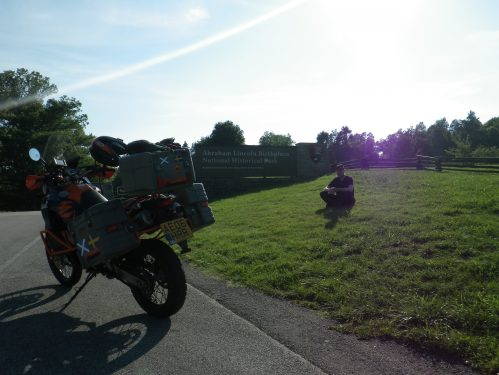 Abraham Lincoln Birthplace
National Historical Park